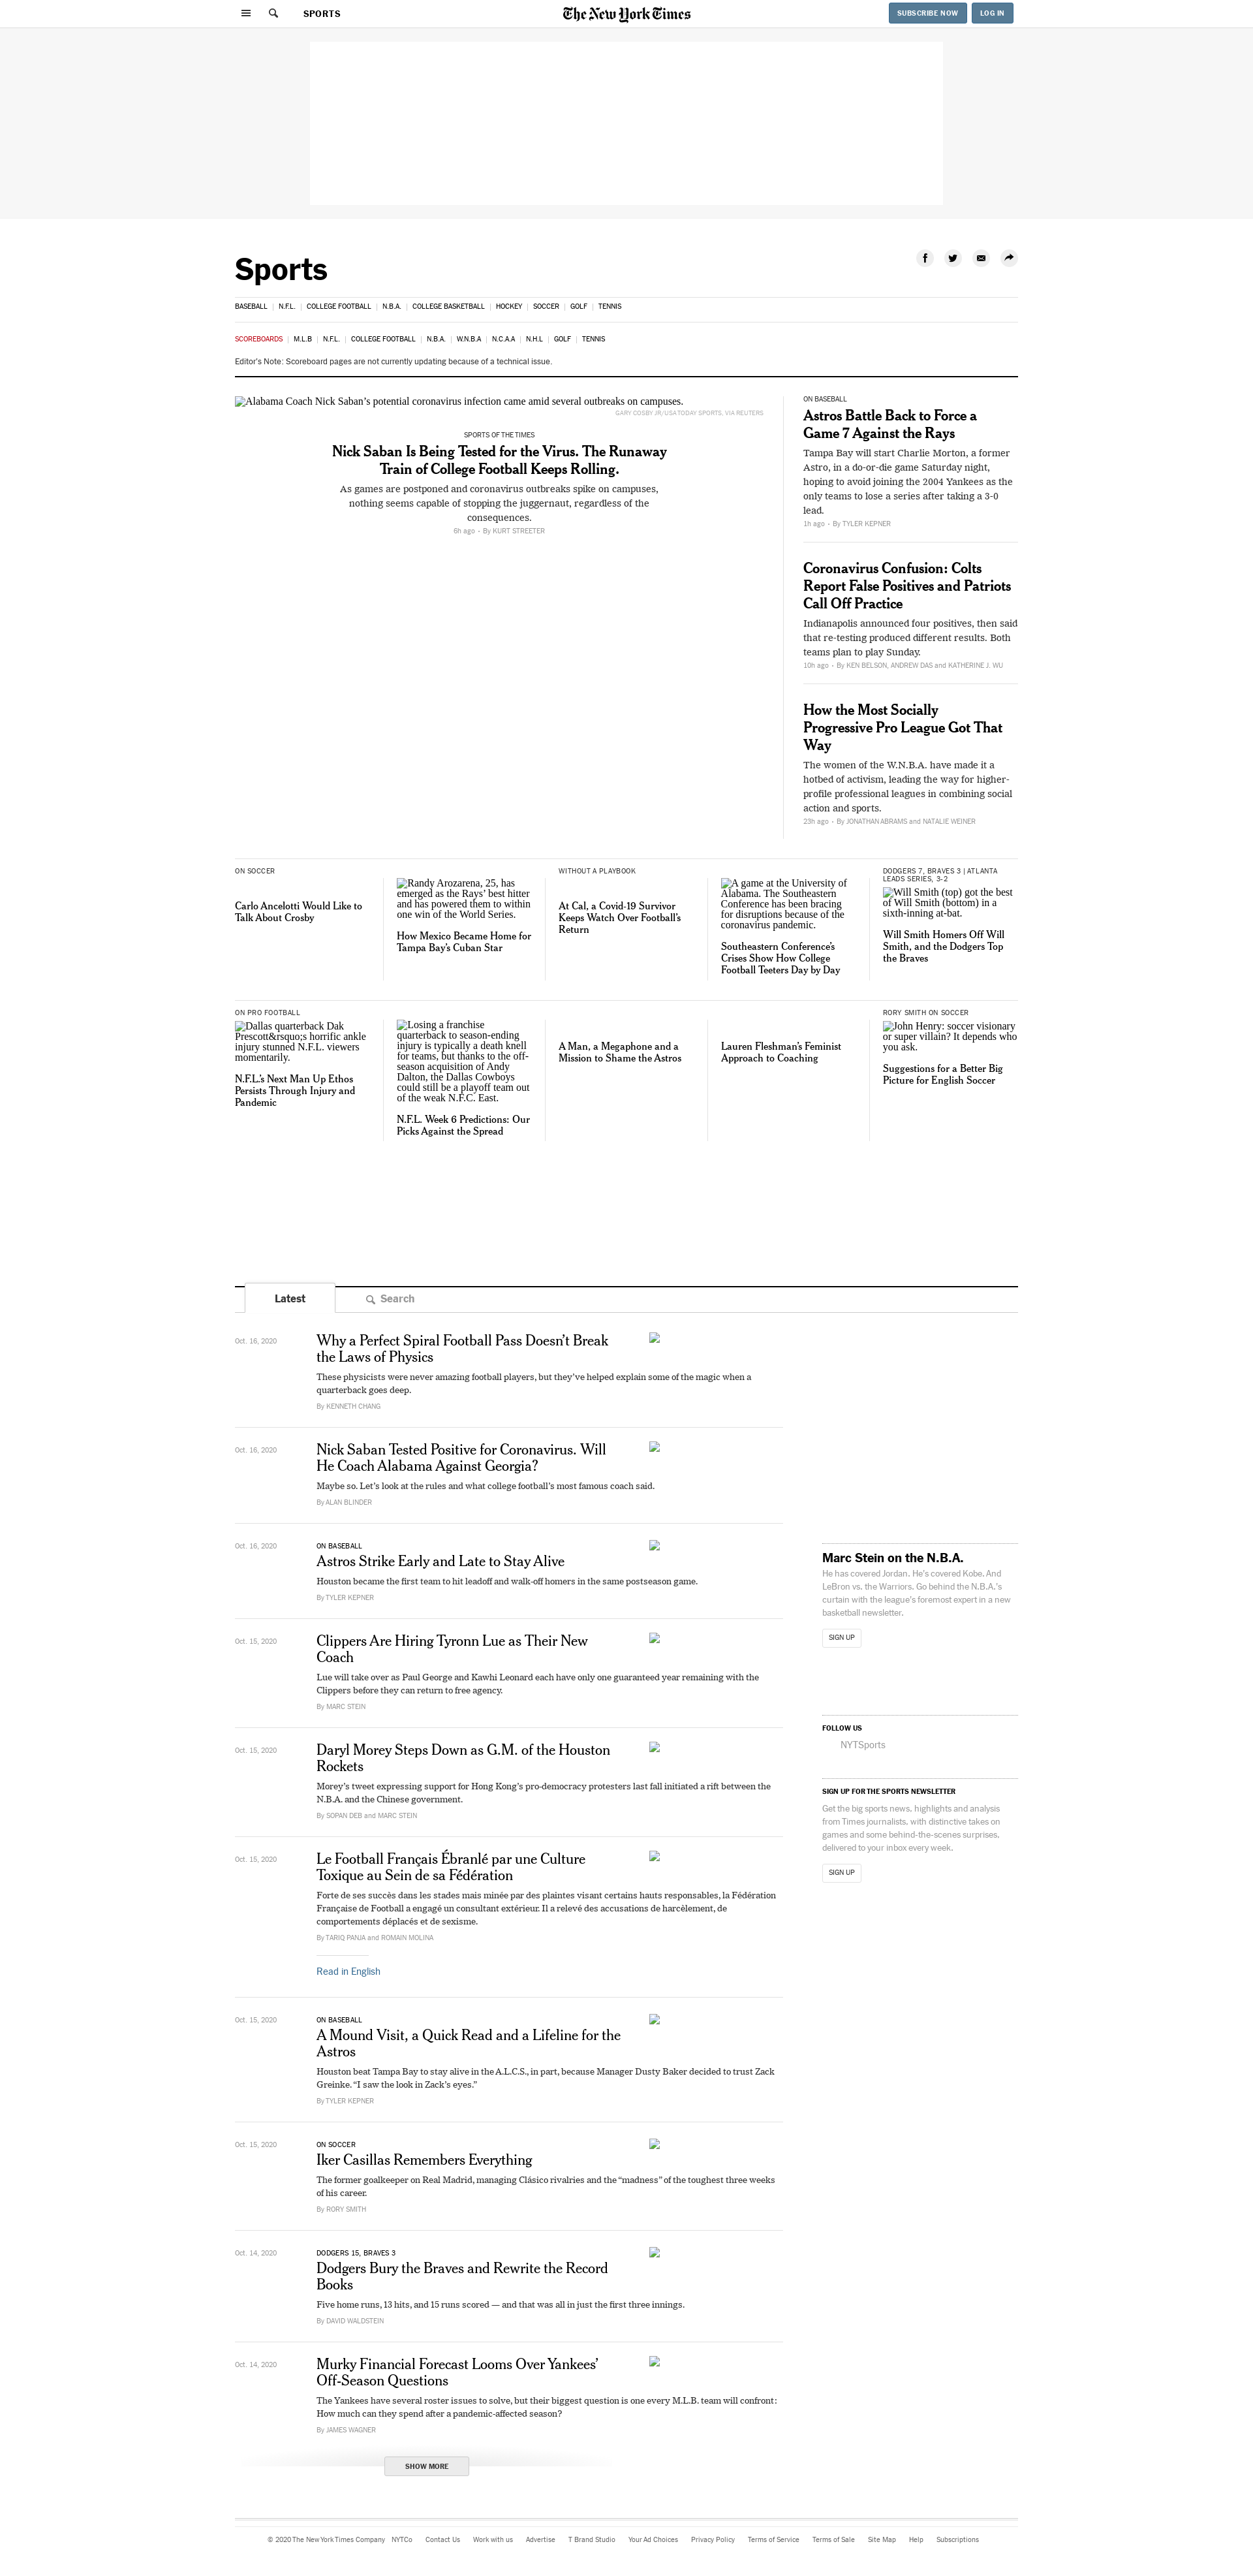 SPORTS
The New York Times
SUBSCRIBE NOW
LOG IN
Sports
BASEBALL | N.F.L. | COLLEGE FOOTBALL | N.B.A. | COLLEGE BASKETBALL | HOCKEY | SOCCER | GOLF | TENNIS
SCOREBOARDS | M.L.B | N.F.L. | COLLEGE FOOTBALL | N.B.A. | W.N.B.A | N.C.A.A | N.H.L | GOLF | TENNIS
Editor's Note: Scoreboard pages are not currently updating because of a technical issue.
Alabama Coach Nick Saban’s potential coronavirus infection came amid several outbreaks on campuses.
GARY COSBY JR/USA TODAY SPORTS, VIA REUTERS
SPORTS OF THE TIMES
Nick Saban Is Being Tested for the Virus. The Runaway
Train of College Football Keeps Rolling.
As games are postponed and coronavirus outbreaks spike on campuses,
nothing seems capable of stopping the juggernaut, regardless of the
consequences.
6h ago • By KURT STREETER
ON BASEBALL
Astros Battle Back to Force a
Game 7 Against the Rays
Tampa Bay will start Charlie Morton, a former
Astro, in a do-or-die game Saturday night,
hoping to avoid joining the 2004 Yankees as the
only teams to lose a series after taking a 3-0
lead.
1h ago • By TYLER KEPNER
Coronavirus Confusion: Colts
Report False Positives and Patriots
Call Off Practice
Indianapolis announced four positives, then said
that re-testing produced different results. Both
teams plan to play Sunday.
10h ago • By KEN BELSON, ANDREW DAS and KATHERINE J. WU
How the Most Socially
Progressive Pro League Got That
Way
The women of the W.N.B.A. have made it a
hotbed of activism, leading the way for higher-
profile professional leagues in combining social
action and sports.
23h ago • By JONATHAN ABRAMS and NATALIE WEINER
ON SOCCER
Carlo Ancelotti Would Like to
Talk About Crosby
Randy Arozarena, 25, has
emerged as the Rays’ best hitter
and has powered them to within
one win of the World Series.
How Mexico Became Home for
Tampa Bay’s Cuban Star
WITHOUT A PLAYBOOK
At Cal, a Covid-19 Survivor
Keeps Watch Over Football’s
Return
A game at the University of
Alabama. The Southeastern
Conference has been bracing
for disruptions because of the
coronavirus pandemic.
Southeastern Conference’s
Crises Show How College
Football Teeters Day by Day
DODGERS 7, BRAVES 3 | ATLANTA
LEADS SERIES, 3-2
Will Smith (top) got the best
of Will Smith (bottom) in a
sixth-inning at-bat.
Will Smith Homers Off Will
Smith, and the Dodgers Top
the Braves
ON PRO FOOTBALL
Dallas quarterback Dak
Prescott&rsquo;s horrific ankle
injury stunned N.F.L. viewers
momentarily.
N.F.L.’s Next Man Up Ethos
Persists Through Injury and
Pandemic
Losing a franchise
quarterback to season-ending
injury is typically a death knell
for teams, but thanks to the off-
season acquisition of Andy
Dalton, the Dallas Cowboys
could still be a playoff team out
of the weak N.F.C. East.
N.F.L. Week 6 Predictions: Our
Picks Against the Spread
A Man, a Megaphone and a
Mission to Shame the Astros
Lauren Fleshman’s Feminist
Approach to Coaching
RORY SMITH ON SOCCER
John Henry: soccer visionary
or super villain? It depends who
you ask.
Suggestions for a Better Big
Picture for English Soccer
Latest
Search
Oct. 16, 2020
Why a Perfect Spiral Football Pass Doesn’t Break
the Laws of Physics
These physicists were never amazing football players, but they’ve helped explain some of the magic when a
quarterback goes deep.
By KENNETH CHANG
Oct. 16, 2020
Nick Saban Tested Positive for Coronavirus. Will
He Coach Alabama Against Georgia?
Maybe so. Let’s look at the rules and what college football’s most famous coach said.
By ALAN BLINDER
Oct. 16, 2020
ON BASEBALL
Astros Strike Early and Late to Stay Alive
Houston became the first team to hit leadoff and walk-off homers in the same postseason game.
By TYLER KEPNER
Oct. 15, 2020
Clippers Are Hiring Tyronn Lue as Their New
Coach
Lue will take over as Paul George and Kawhi Leonard each have only one guaranteed year remaining with the
Clippers before they can return to free agency.
By MARC STEIN
Oct. 15, 2020
Daryl Morey Steps Down as G.M. of the Houston
Rockets
Morey’s tweet expressing support for Hong Kong’s pro-democracy protesters last fall initiated a rift between the
N.B.A. and the Chinese government.
By SOPAN DEB and MARC STEIN
Oct. 15, 2020
Le Football Français Ébranlé par une Culture
Toxique au Sein de sa Fédération
Forte de ses succès dans les stades mais minée par des plaintes visant certains hauts responsables, la Fédération
Française de Football a engagé un consultant extérieur. Il a relevé des accusations de harcèlement, de
comportements déplacés et de sexisme.
By TARIQ PANJA and ROMAIN MOLINA
Read in English
Oct. 15, 2020
ON BASEBALL
A Mound Visit, a Quick Read and a Lifeline for the
Astros
Houston beat Tampa Bay to stay alive in the A.L.C.S., in part, because Manager Dusty Baker decided to trust Zack
Greinke. “I saw the look in Zack’s eyes.”
By TYLER KEPNER
Oct. 15, 2020
ON SOCCER
Iker Casillas Remembers Everything
The former goalkeeper on Real Madrid, managing Clásico rivalries and the “madness” of the toughest three weeks
of his career.
By RORY SMITH
Oct. 14, 2020
DODGERS 15, BRAVES 3
Dodgers Bury the Braves and Rewrite the Record
Books
Five home runs, 13 hits, and 15 runs scored — and that was all in just the first three innings.
By DAVID WALDSTEIN
Oct. 14, 2020
Murky Financial Forecast Looms Over Yankees’
Off-Season Questions
The Yankees have several roster issues to solve, but their biggest question is one every M.L.B. team will confront:
How much can they spend after a pandemic-affected season?
By JAMES WAGNER
SHOW MORE
Marc Stein on the N.B.A.
He has covered Jordan. He's covered Kobe. And
LeBron vs. the Warriors. Go behind the N.B.A.'s
curtain with the league's foremost expert in a new
basketball newsletter.
SIGN UP
FOLLOW US
NYTSports
SIGN UP FOR THE SPORTS NEWSLETTER
Get the big sports news, highlights and analysis
from Times journalists, with distinctive takes on
games and some behind-the-scenes surprises,
delivered to your inbox every week.
SIGN UP
© 2020 The New York Times Company NYTCo Contact Us Work with us Advertise T Brand Studio Your Ad Choices Privacy Policy Terms of Service Terms of Sale Site Map Help Subscriptions